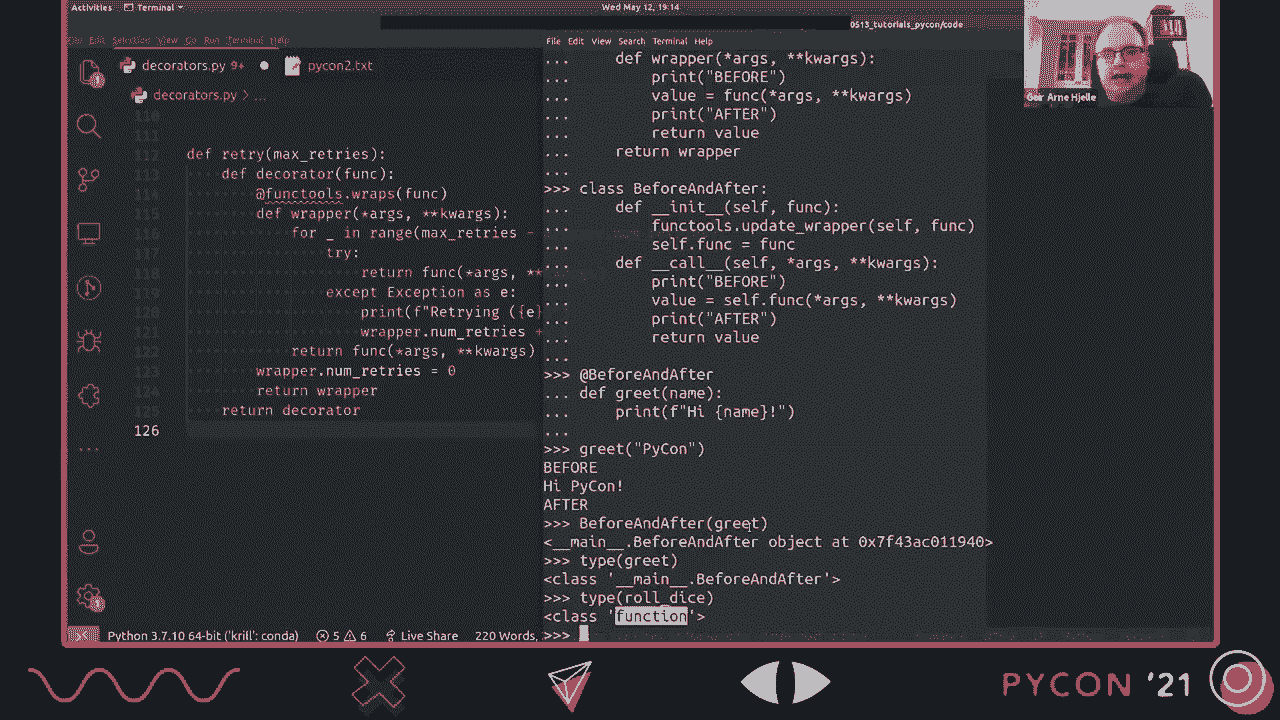 Activities Terminal Wed May 12, 19:14
0513_tutorials_pycon/code
File Edit Selection View Go Run Terminal Help
decorators.py 9+ pycon2.txt
decorators.py > ...
110
111
112 def retry(max_retries):
113 def decorator(func):
114 @functools.wraps(func)
115 def wrapper(*args, **kwargs):
116 for _ in range(max_retries -
117 try:
118 return func(*args, **
119 except Exception as e:
120 print(f"Retrying ({e}
121 wrapper.num_retries +
122 return func(*args, **kwargs)
123 wrapper.num_retries = 0
124 return wrapper
125 return decorator
126
Python 3.7.10 64-bit ('krill': conda) 5 6 Live Share 220 Words,
File Edit View Search Terminal Help
... def wrapper(*args, **kwargs):
... print("BEFORE")
... value = func(*args, **kwargs)
... print("AFTER")
... return value
... return wrapper
...
>>> class BeforeAndAfter:
... def __init__(self, func):
... functools.update_wrapper(self, func)
... self.func = func
... def __call__(self, *args, **kwargs):
... print("BEFORE")
... value = self.func(*args, **kwargs)
... print("AFTER")
... return value
...
>>> @BeforeAndAfter
... def greet(name):
... print(f"Hi {name}!")
...
>>> greet("PyCon")
BEFORE
Hi PyCon!
AFTER
>>> BeforeAndAfter(greet)
<__main__.BeforeAndAfter object at 0x7f43ac011940>
>>> type(greet)
<class '__main__.BeforeAndAfter'>
>>> type(roll_dice)
<class 'function'>
>>>
Geir Arne Hjelle
PYCON '21